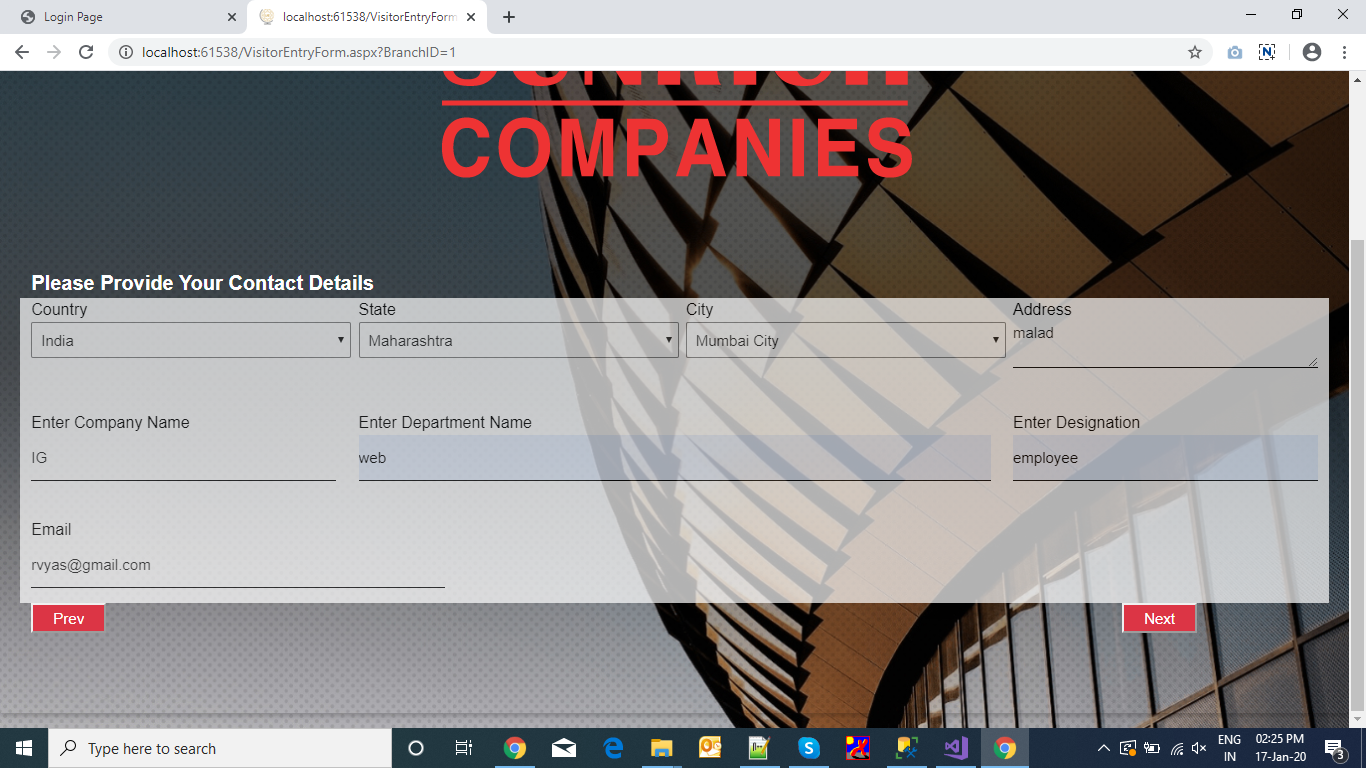 Login Page
localhost:61538/VisitorEntryForm
localhost:61538/VisitorEntryForm.aspx?BranchID=1
COMPANIES
Please Provide Your Contact Details
Country
State
City
Address
India
Maharashtra
Mumbai City
malad
Enter Company Name
Enter Department Name
Enter Designation
IG
web
employee
Email
rvyas@gmail.com
Prev
Next
Type here to search
ENG
IN
02:25 PM
17-Jan-20
3